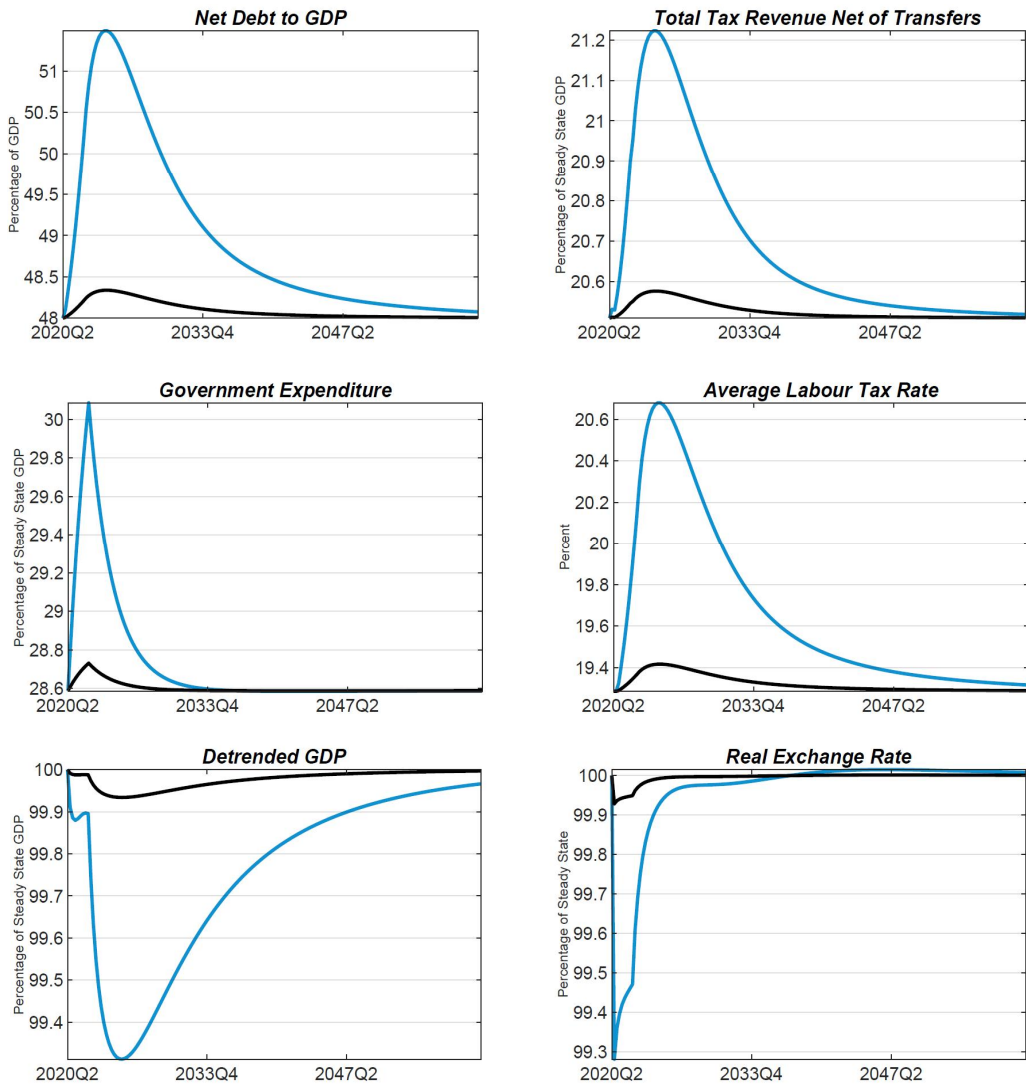 Net Debt to GDP
Percentage of GDP
51
50.5
50
49.5
49
48.5
48
2020Q2 2033Q4 2047Q2
Total Tax Revenue Net of Transfers
Percentage of Steady State GDP
21.2
21.1
21
20.9
20.8
20.7
20.6
2020Q2 2033Q4 2047Q2
Government Expenditure
Percentage of Steady State GDP
30
29.8
29.6
29.4
29.2
29
28.8
28.6
2020Q2 2033Q4 2047Q2
Average Labour Tax Rate
Percent
20.6
20.4
20.2
20
19.8
19.6
19.4
2020Q2 2033Q4 2047Q2
Detrended GDP
Percentage of Steady State GDP
100
99.9
99.8
99.7
99.6
99.5
99.4
2020Q2 2033Q4 2047Q2
Real Exchange Rate
Percentage of Steady State
100
99.9
99.8
99.7
99.6
99.5
99.4
99.3
2020Q2 2033Q4 2047Q2